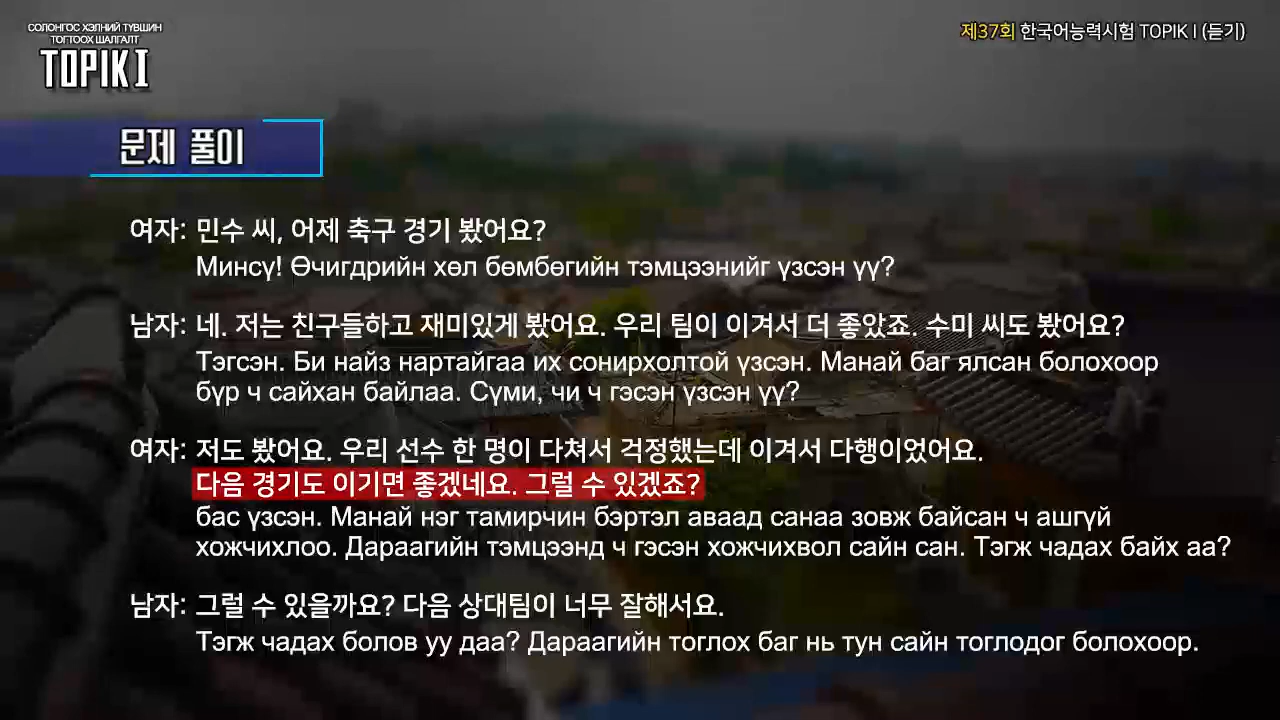 СОЛОНГОС ХЭЛНИЙ ТҮВШИН
ТОГТООХ ШАЛГАЛТ
TOPIK I
제37회 한국어능력시험 TOPIK I (듣기)
문제 풀이
여자: 민수 씨, 어제 축구 경기 봤어요?
Минсү! Өчигдрийн хөл бөмбөгийн тэмцээнийг үзсэн үү?
남자: 네. 저는 친구들하고 재미있게 봤어요. 우리 팀이 이겨서 더 좋았죠. 수미 씨도 봤어요?
Тэгсэн. Би найз нартайгаа их сонирхолтой үзсэн. Манай баг ялсан болохоор
бүр ч сайхан байлаа. Сүми, чи ч гэсэн үзсэн үү?
여자: 저도 봤어요. 우리 선수 한 명이 다쳐서 걱정했는데 이겨서 다행이었어요.
다음 경기도 이기면 좋겠네요. 그럴 수 있겠죠?
бас үзсэн. Манай нэг тамирчин бэртэл аваад санаа зовж байсан ч ашгүй
хожчихлоо. Дараагийн тэмцээнд ч гэсэн хожчихвол сайн сан. Тэгж чадах байх аа?
남자: 그럴 수 있을까요? 다음 상대팀이 너무 잘해서요.
Тэгж чадах болов уу даа? Дараагийн тоглох баг нь тун сайн тоглодог болохоор.